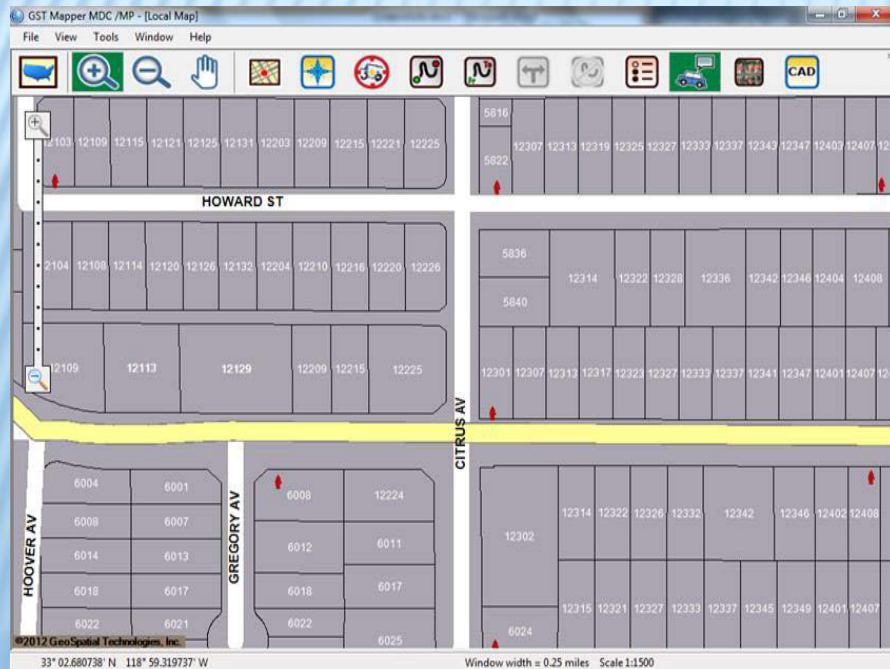 GST Mapper MDC /MP - [Local Map]
File View Tools Window Help
CAD
12103 12109 12115 12121 12125 12131 12203 12209 12215 12221 12225
5816
5822 12307 12313 12319 12325 12327 12333 12337 12343 12347 12403 12407
HOWARD ST
2104 12108 12114 12120 12126 12132 12204 12210 12216 12220 12226
5836
5840
12314 12322 12328 12336 12342 12346 12404 12408
12109 12113 12129 12209 12215 12225
12301 12307 12313 12317 12323 12327 12333 12337 12341 12347 12401 12407
CITRUS AV
HOOVER AV
GREGORY AV
6004 6001
6008 6007
6014 6013
6018 6017
6022 6021
6008 12224
6012 6011
6018 6017
6022
6025
12302 12314 12322 12326 12332 12342 12346 12402 12408
12315 12321 12327 12333 12337 12345 12349 12401 12407
6024
©2012 GeoSpatial Technologies, Inc.
33° 02.680738' N 118° 59.319737' W Window width = 0.25 miles Scale 1:1500